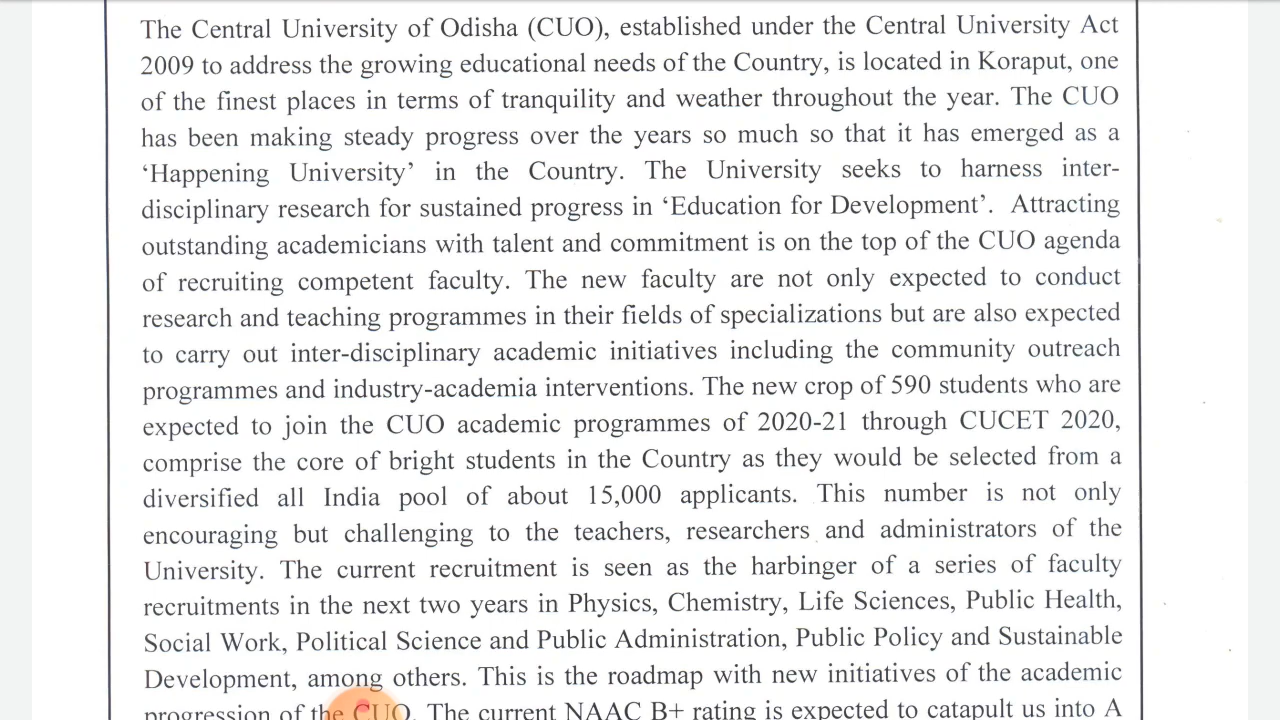 The Central University of Odisha (CUO), established under the Central University Act
2009 to address the growing educational needs of the Country, is located in Koraput, one
of the finest places in terms of tranquility and weather throughout the year. The CUO
has been making steady progress over the years so much so that it has emerged as a
‘Happening University’ in the Country. The University seeks to harness inter-
disciplinary research for sustained progress in ‘Education for Development’. Attracting
outstanding academicians with talent and commitment is on the top of the CUO agenda
of recruiting competent faculty. The new faculty are not only expected to conduct
research and teaching programmes in their fields of specializations but are also expected
to carry out inter-disciplinary academic initiatives including the community outreach
programmes and industry-academia interventions. The new crop of 590 students who are
expected to join the CUO academic programmes of 2020-21 through CUCET 2020,
comprise the core of bright students in the Country as they would be selected from a
diversified all India pool of about 15,000 applicants. This number is not only
encouraging but challenging to the teachers, researchers and administrators of the
University. The current recruitment is seen as the harbinger of a series of faculty
recruitments in the next two years in Physics, Chemistry, Life Sciences, Public Health,
Social Work, Political Science and Public Administration, Public Policy and Sustainable
Development, among others. This is the roadmap with new initiatives of the academic
progression of the CUO. The current NAAC B+ rating is expected to catapult us into A